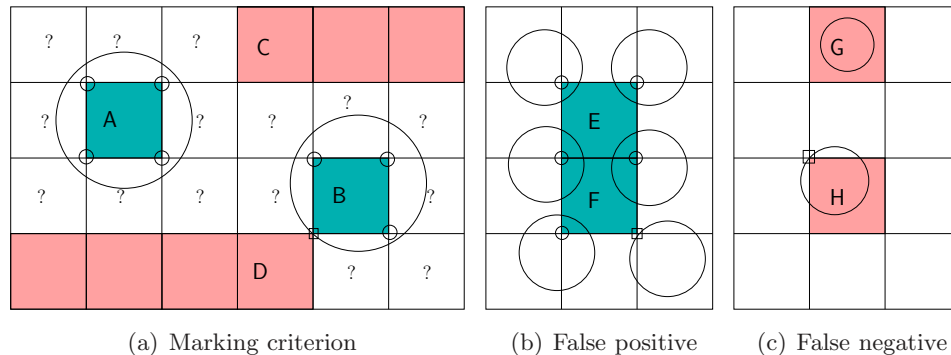 ? ? ? C G
A ? ? ? ? ? E
? ? ? B ? F H
D ? ?
(a) Marking criterion (b) False positive (c) False negative